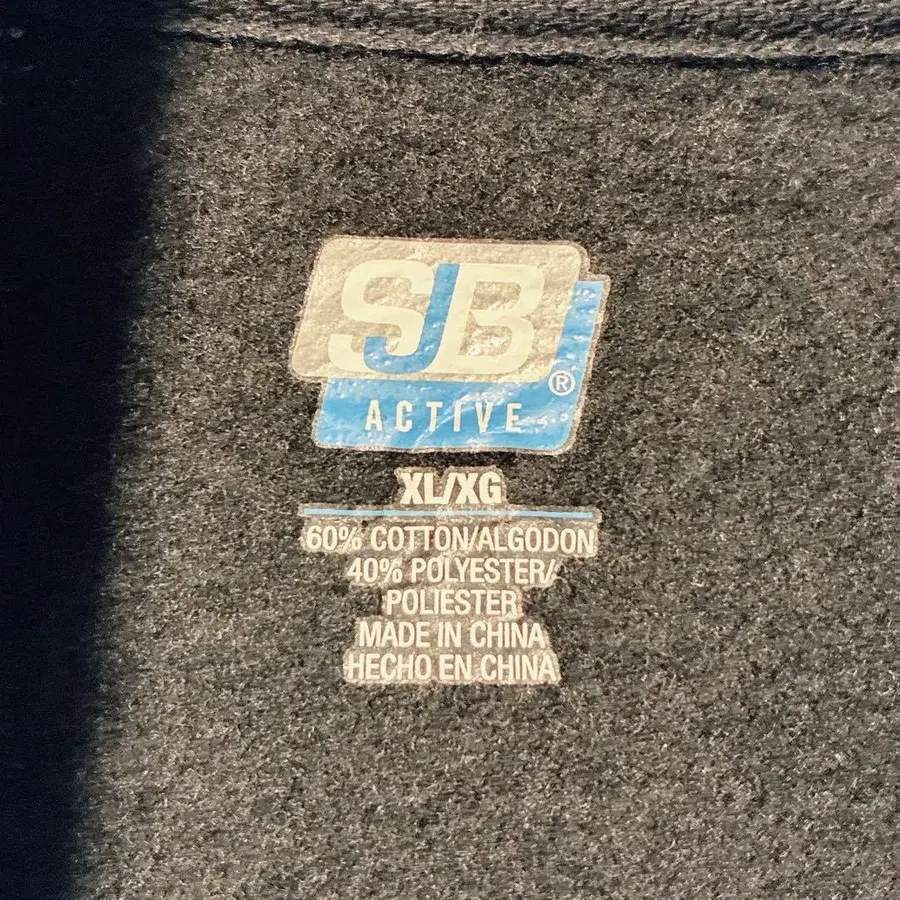 SJB
®
ACTIVE
XL/XG
60% COTTON/ALGODON
40% POLYESTER/
POLIESTER
MADE IN CHINA
HECHO EN CHINA